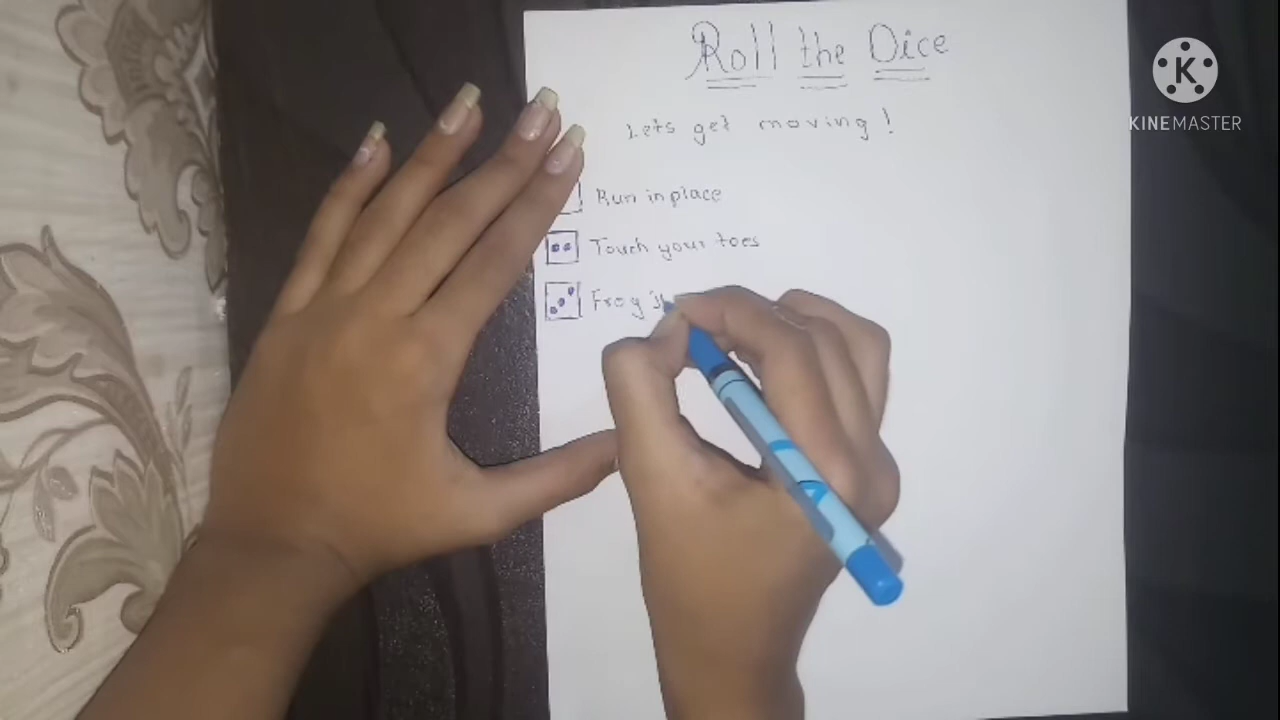 Roll the Dice
Lets get moving!
Run in place
Touch your toes
Frog
K
KINEMASTER